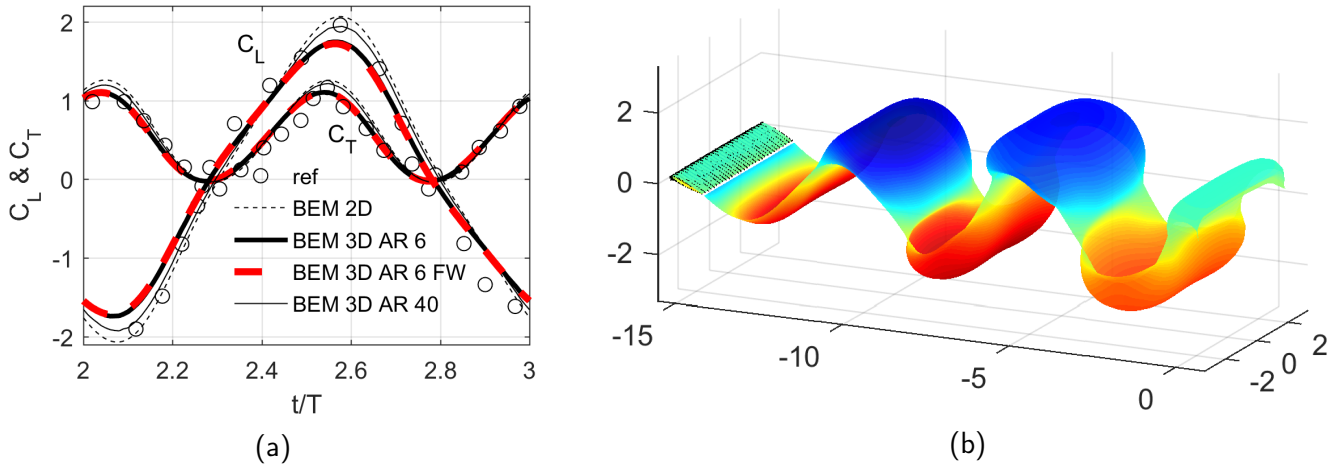 2
1
0
-1
-2
C_L & C_T
C_L
C_T
ref
BEM 2D
BEM 3D AR 6
BEM 3D AR 6 FW
BEM 3D AR 40
2 2.2 2.4 2.6 2.8 3
t/T
(a)
2
0
-2
-15
-10
-5
0
-2
0
2
(b)